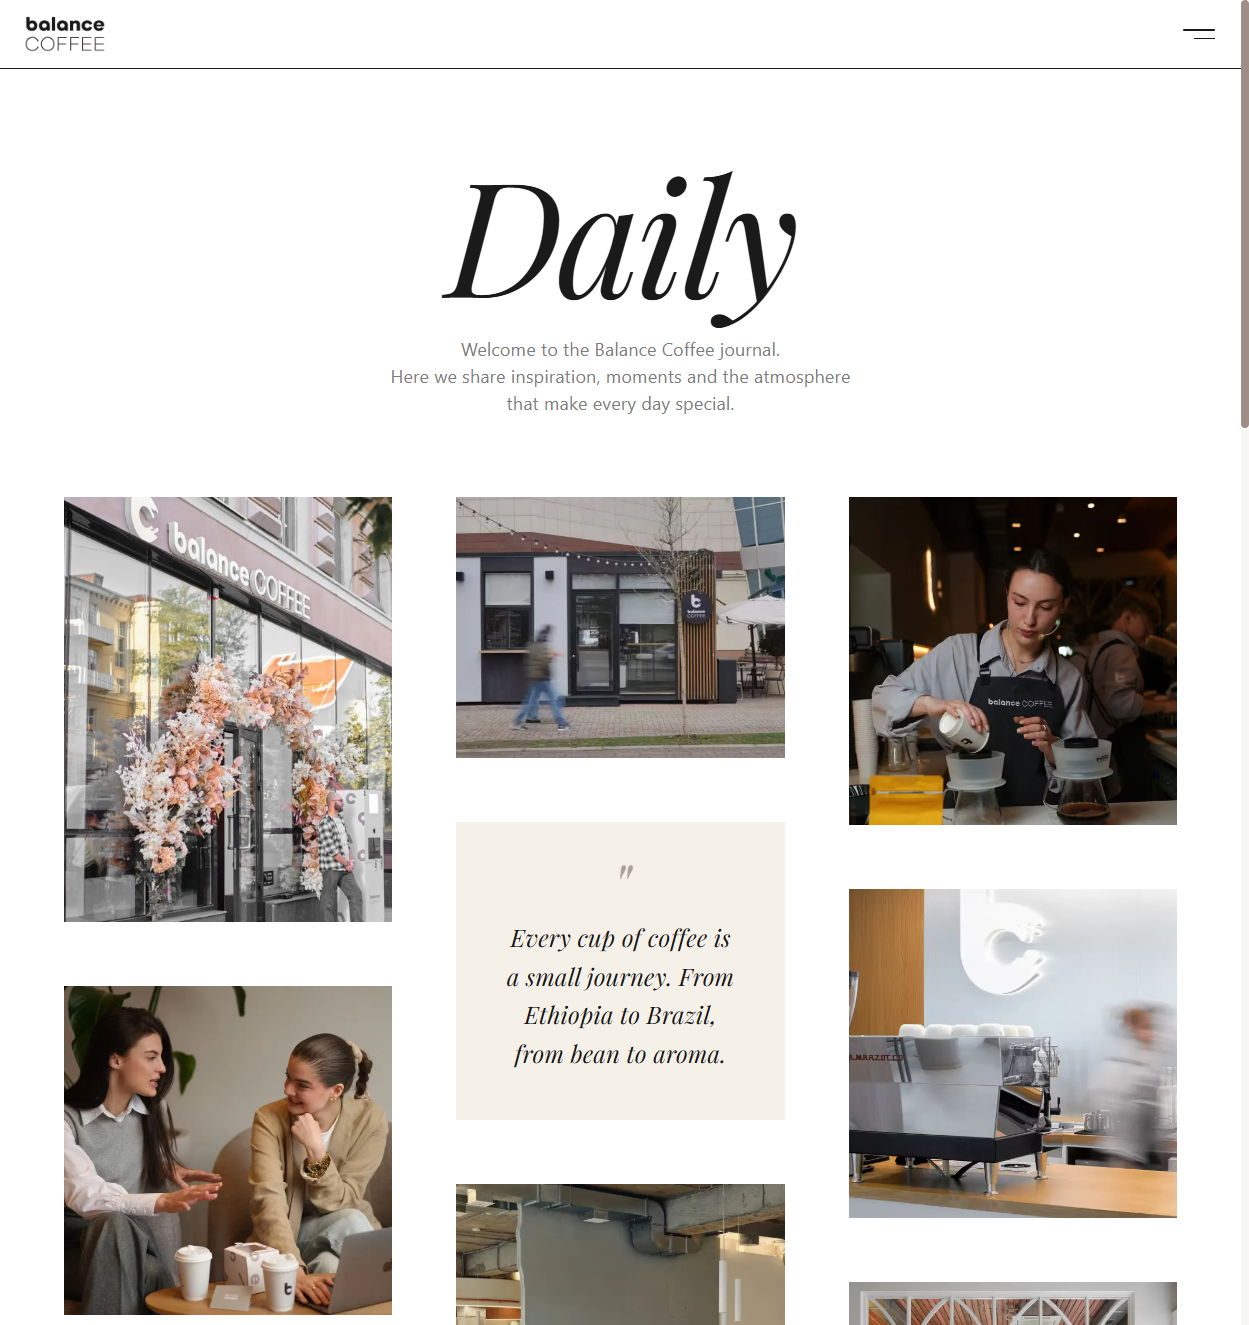 balance
COFFEE
Daily
Welcome to the Balance Coffee journal.
Here we share inspiration, moments and the atmosphere
that make every day special.
balance COFFEE
balance
COFFEE
balance COFFEE
"
Every cup of coffee is
a small journey. From
Ethiopia to Brazil,
from bean to aroma.